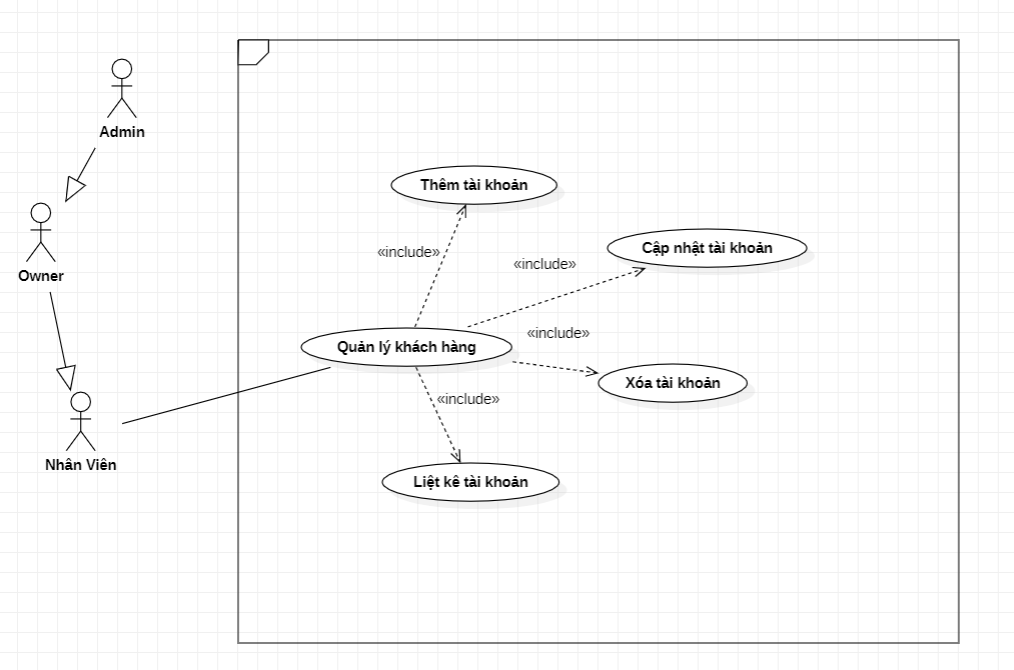 Admin
Thêm tài khoản
Cập nhật tài khoản
«include»
«include»
Owner
«include»
Quản lý khách hàng
Xóa tài khoản
«include»
Nhân Viên
Liệt kê tài khoản